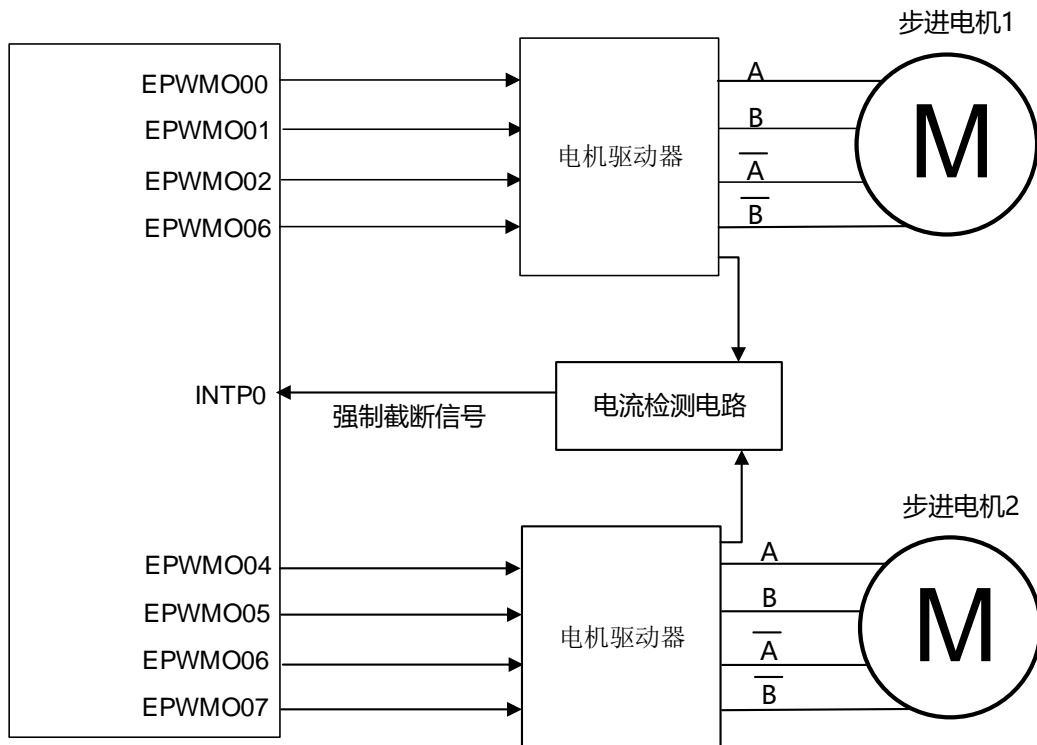 步进电机1
EPWMO00
EPWMO01
EPWMO02
EPWMO06
电机驱动器
A
B
A̅
B̅
M
INTP0
强制截断信号
电流检测电路
步进电机2
EPWMO04
EPWMO05
EPWMO06
EPWMO07
电机驱动器
A
B
A̅
B̅
M